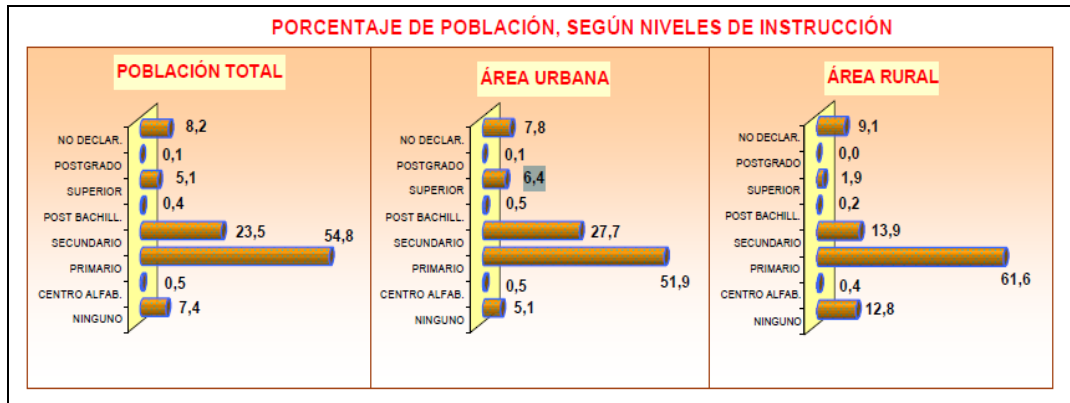 PORCENTAJE DE POBLACIÓN, SEGÚN NIVELES DE INSTRUCCIÓN
POBLACIÓN TOTAL
NO DECLAR. 8,2
POSTGRADO 0,1
SUPERIOR 5,1
POST BACHILL. 0,4
SECUNDARIO 23,5
PRIMARIO 54,8
CENTRO ALFAB. 0,5
NINGUNO 7,4
ÁREA URBANA
NO DECLAR. 7,8
POSTGRADO 0,1
SUPERIOR 6,4
POST BACHILL. 0,5
SECUNDARIO 27,7
PRIMARIO 51,9
CENTRO ALFAB. 0,5
NINGUNO 5,1
ÁREA RURAL
NO DECLAR. 9,1
POSTGRADO 0,0
SUPERIOR 1,9
POST BACHILL. 0,2
SECUNDARIO 13,9
PRIMARIO 61,6
CENTRO ALFAB. 0,4
NINGUNO 12,8